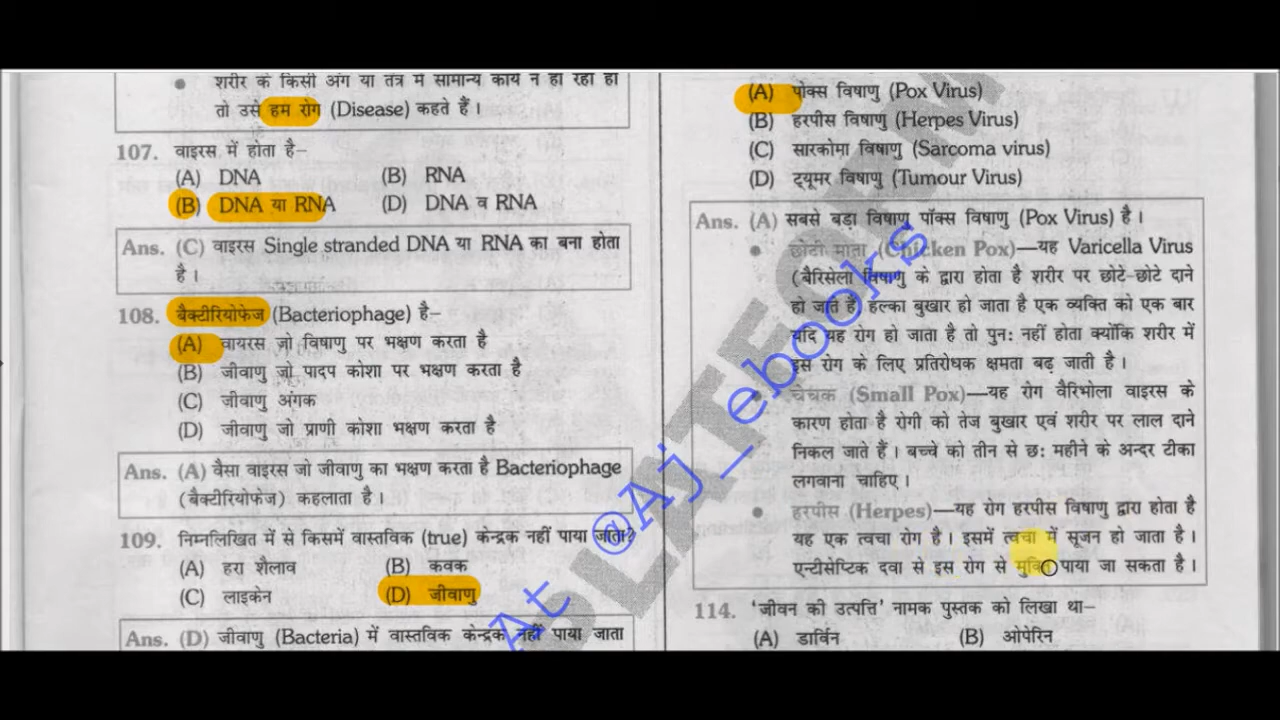 शरीर के किसी अंग या तंत्र में सामान्य कार्य न हो रहा हो
तो उसे हम रोग (Disease) कहते हैं।
107. वाइरस में होता है–
(A) DNA (B) RNA
(B) DNA या RNA (D) DNA व RNA
Ans. (C) वाइरस Single stranded DNA या RNA का बना होता
है।
108. बैक्टीरियोफेज (Bacteriophage) है–
(A) वायरस जो विषाणु पर भक्षण करता है
(B) जीवाणु जो पादप कोशा पर भक्षण करता है
(C) जीवाणु अंगक
(D) जीवाणु जो प्राणी कोशा भक्षण करता है
Ans. (A) वैसा वाइरस जो जीवाणु का भक्षण करता है Bacteriophage
(बैक्टीरियोफेज) कहलाता है।
109. निम्नलिखित में से किसमें वास्तविक (true) केन्द्रक नहीं पाया जाता?
(A) हरा शैलाव (B) कवक
(C) लाइकेन (D) जीवाणु
Ans. (D) जीवाणु (Bacteria) में वास्तविक केन्द्रक नहीं पाया जाता
(A) पोक्स विषाणु (Pox Virus)
(B) हरपीस विषाणु (Herpes Virus)
(C) सारकोमा विषाणु (Sarcoma virus)
(D) ट्यूमर विषाणु (Tumour Virus)
Ans. (A) सबसे बड़ा विषाणु पॉक्स विषाणु (Pox Virus) है।
छोटी माता (Chicken Pox)—यह Varicella Virus
(बैरिसेला विषाणु के द्वारा होता है शरीर पर छोटे-छोटे दाने
हो जाते हैं, हल्का बुखार हो जाता है एक व्यक्ति को एक बार
यदि यह रोग हो जाता है तो पुन: नहीं होता क्योंकि शरीर में
इस रोग के लिए प्रतिरोधक क्षमता बढ़ जाती है।
चेचक (Small Pox)—यह रोग वैरिभोला वाइरस के
कारण होता है रोगी को तेज बुखार एवं शरीर पर लाल दाने
निकल जाते हैं। बच्चे को तीन से छ: महीने के अन्दर टीका
लगवाना चाहिए।
हरपीस (Herpes)—यह रोग हरपीस विषाणु द्वारा होता है
यह एक त्वचा रोग है। इसमें त्वचा में सूजन हो जाता है।
एन्टीसेप्टिक दवा से इस रोग से मुक्ति पाया जा सकता है।
114. 'जीवन की उत्पत्ति' नामक पुस्तक को लिखा था–
(A) डार्विन (B) ओपेरिन
At @Aj_ebooks